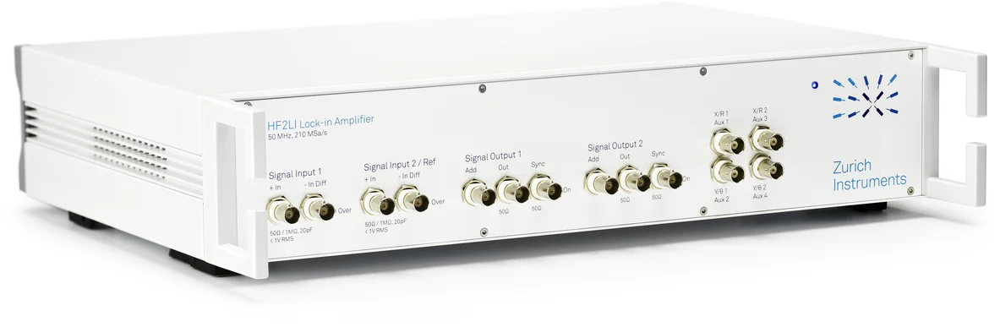 HF2LI Lock-in Amplifier
50 MHz, 210 MSa/s
Signal Input 1
+ In
- In Diff
Over
50Ω / 1MΩ, 20pF
< 1V RMS
Signal Input 2 / Ref
+ In
- In Diff
Over
50Ω / 1MΩ, 20pF
< 1V RMS
Signal Output 1
Add
Out
Sync
On
50Ω
50Ω
Signal Output 2
Add
Out
Sync
On
50Ω
50Ω
X/R 1
Aux 1
X/R 2
Aux 3
Y/θ 1
Aux 2
Y/θ 2
Aux 4
Zurich
Instruments